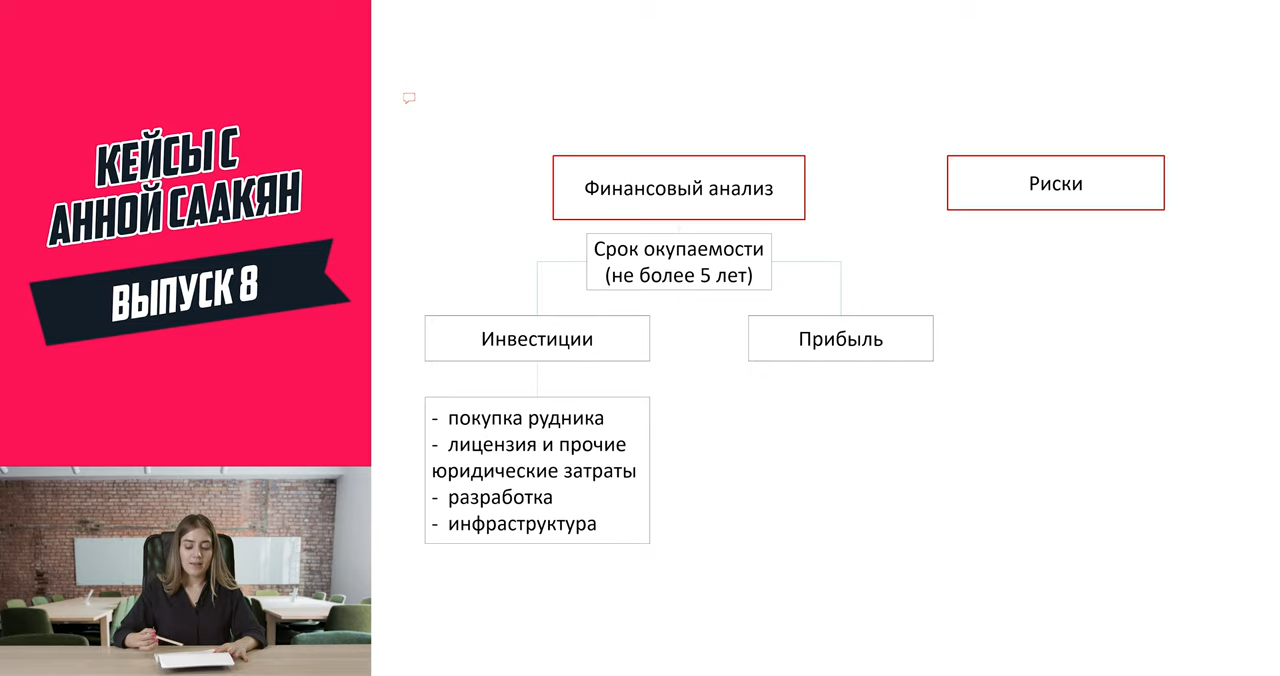 КЕЙСЫ С
АННОЙ СААКЯН
ВЫПУСК 8
Финансовый анализ
Риски
Срок окупаемости
(не более 5 лет)
Инвестиции
Прибыль
- покупка рудника
- лицензия и прочие
юридические затраты
- разработка
- инфраструктура